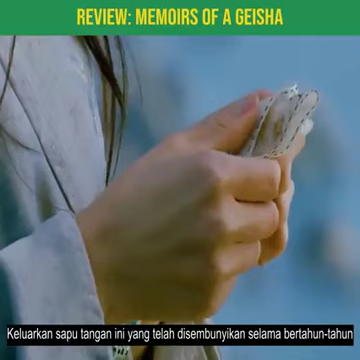 REVIEW: MEMOIRS OF A GEISHA
Keluarkan sapu tangan ini yang telah disembunyikan selama bertahun-tahun